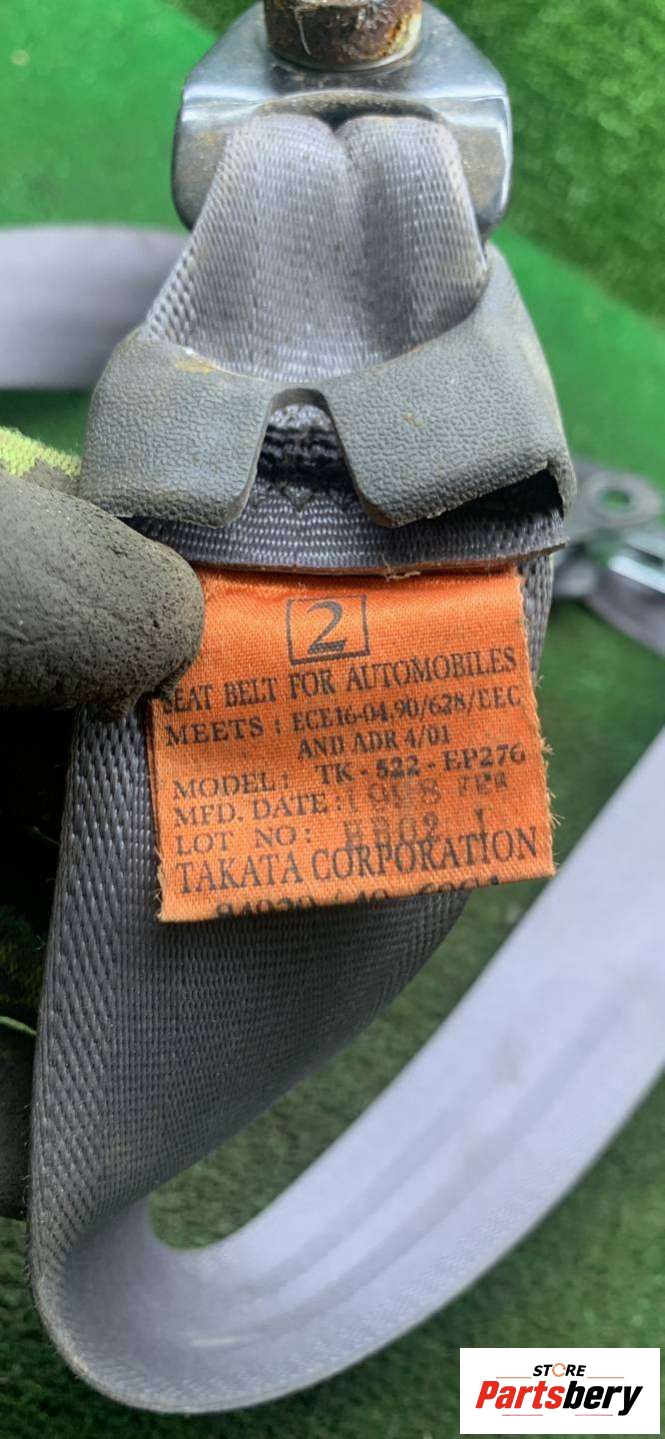 2
SEAT BELT FOR AUTOMOBILES
MEETS : ECE16-04,90/628/EEC
AND ADR 4/01
MODEL : TK - 522 - EP276
MFD. DATE : 1998
LOT NO :
TAKATA CORPORATION
STORE
Partsbery